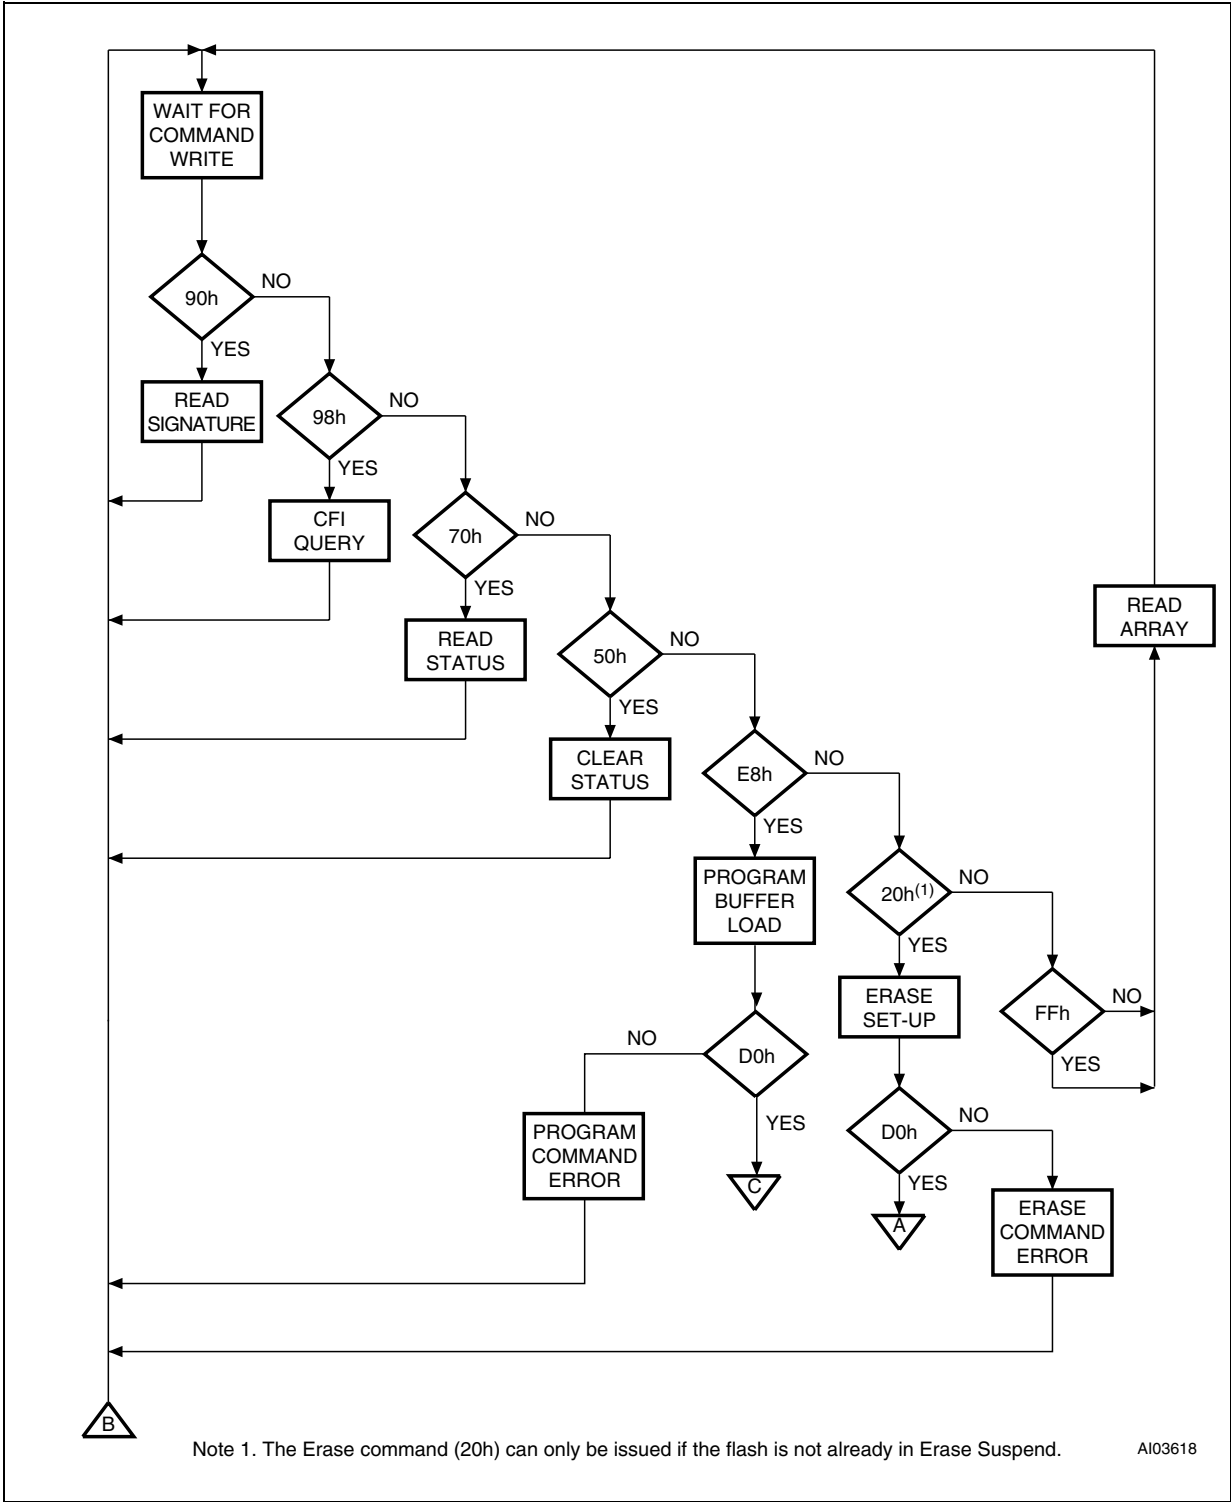 WAIT FOR
COMMAND
WRITE
90h
NO
YES
READ
SIGNATURE
98h
NO
YES
CFI
QUERY
70h
NO
YES
READ
STATUS
50h
NO
YES
CLEAR
STATUS
E8h
NO
YES
PROGRAM
BUFFER
LOAD
D0h
NO
YES
PROGRAM
COMMAND
ERROR
C
20h(1)
NO
YES
ERASE
SET-UP
D0h
NO
YES
A
ERASE
COMMAND
ERROR
FFh
NO
YES
READ
ARRAY
B
Note 1. The Erase command (20h) can only be issued if the flash is not already in Erase Suspend.
AI03618